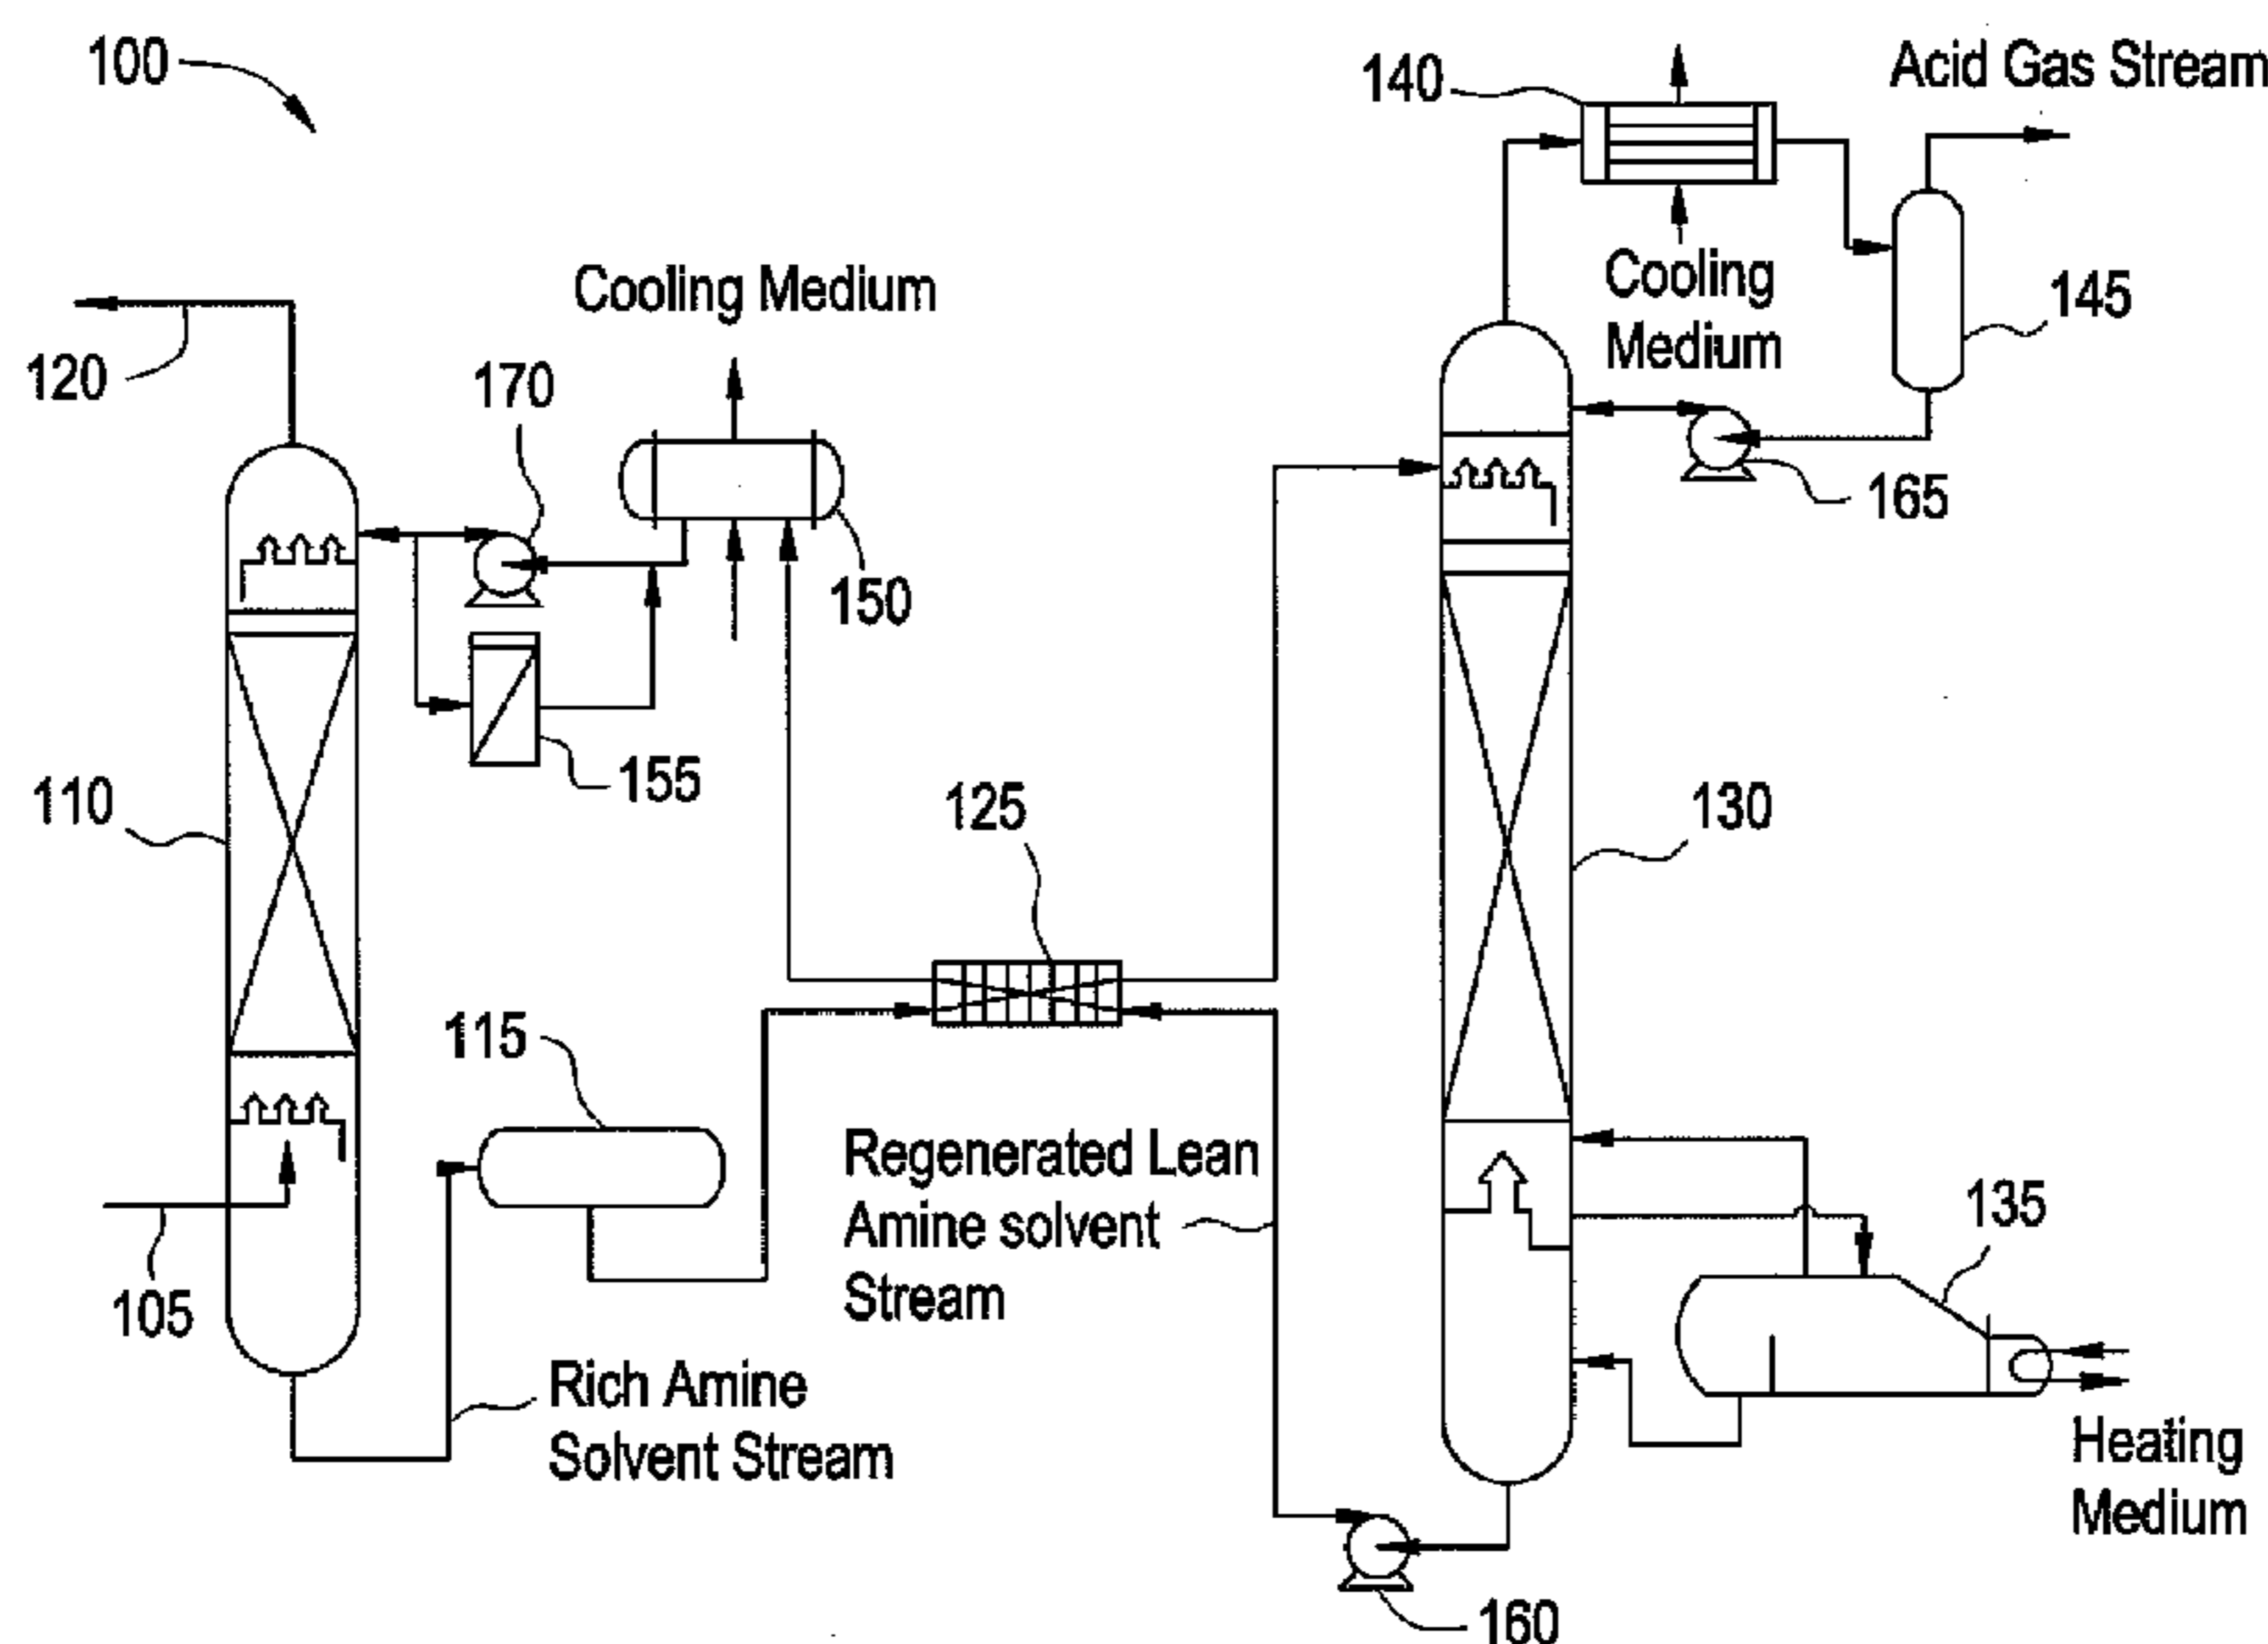 100
140
Acid Gas Stream
Cooling Medium
Cooling
Medium
145
120
170
165
150
110
155
125
130
115
Regenerated Lean
Amine solvent
Stream
135
105
Rich Amine
Solvent Stream
Heating
Medium
160